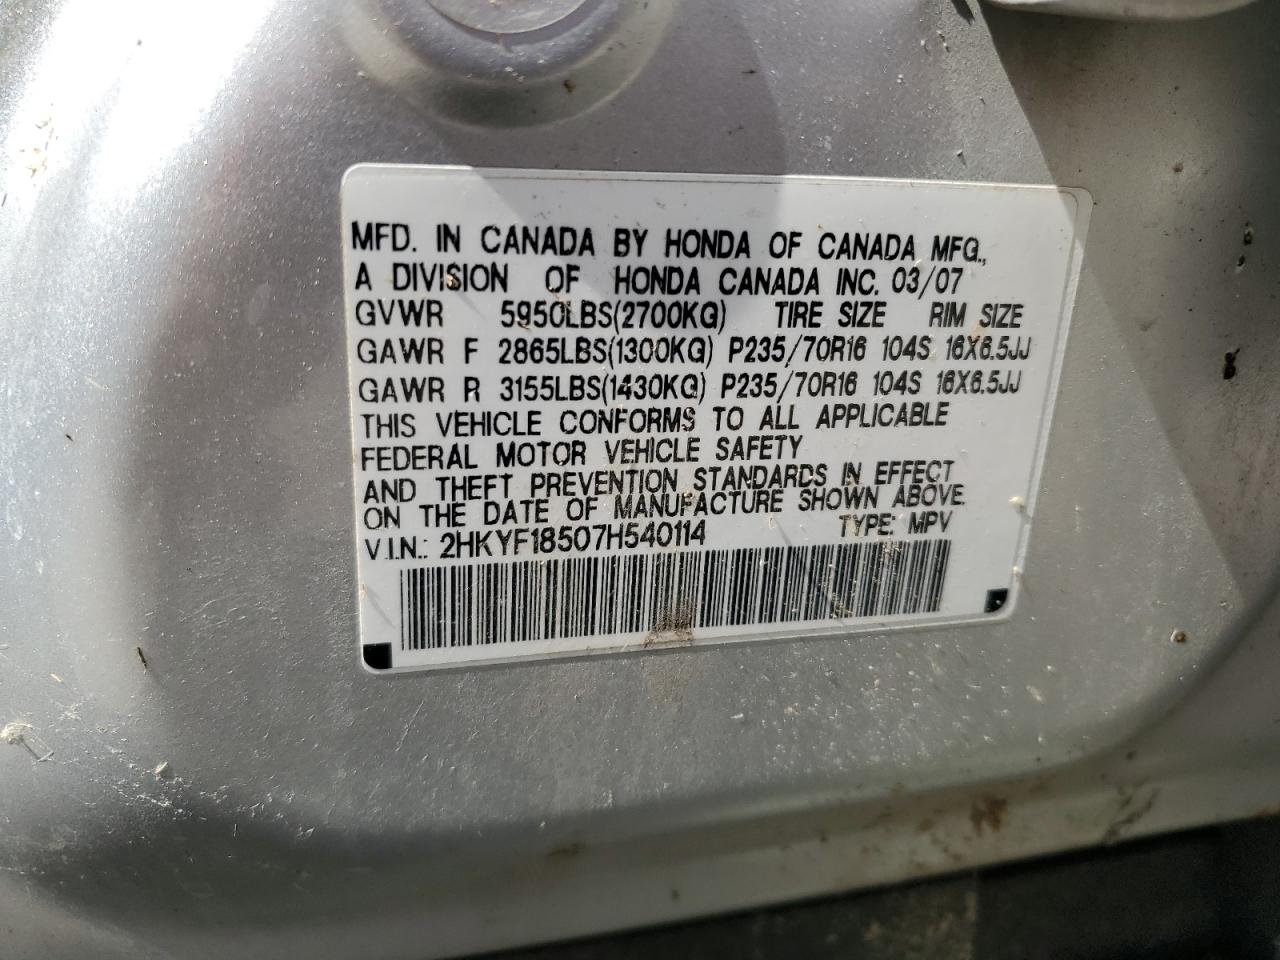 MFD. IN CANADA BY HONDA OF CANADA MFG.,
A DIVISION OF HONDA CANADA INC. 03/07
GVWR 5950LBS(2700KG) TIRE SIZE RIM SIZE
GAWR F 2865LBS(1300KG) P235/70R16 104S 16X6.5JJ
GAWR R 3155LBS(1430KG) P235/70R16 104S 16X6.5JJ
THIS VEHICLE CONFORMS TO ALL APPLICABLE
FEDERAL MOTOR VEHICLE SAFETY
AND THEFT PREVENTION STANDARDS IN EFFECT
ON THE DATE OF MANUFACTURE SHOWN ABOVE.
V.I.N.: 2HKYF18507H540114 TYPE: MPV